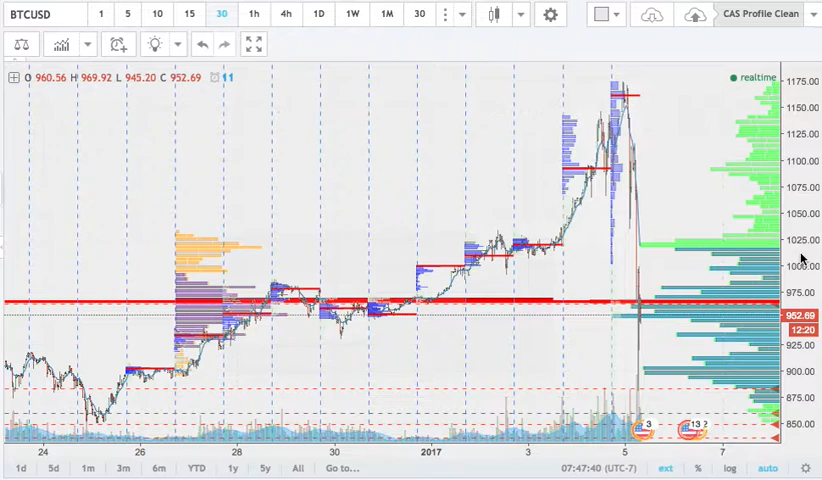 BTCUSD 1 5 10 15 30 1h 4h 1D 1W 1M 30 CAS Profile Clean
O 960.56 H 969.92 L 945.20 C 952.69 11
realtime
1175.00
1150.00
1125.00
1100.00
1075.00
1050.00
1025.00
1000.00
975.00
952.69
12:20
925.00
900.00
875.00
850.00
3 13 2
24 26 28 30 2017 3 5 7
1d 5d 1m 3m 6m YTD 1y 5y All Go to... 07:47:40 (UTC-7) ext % log auto